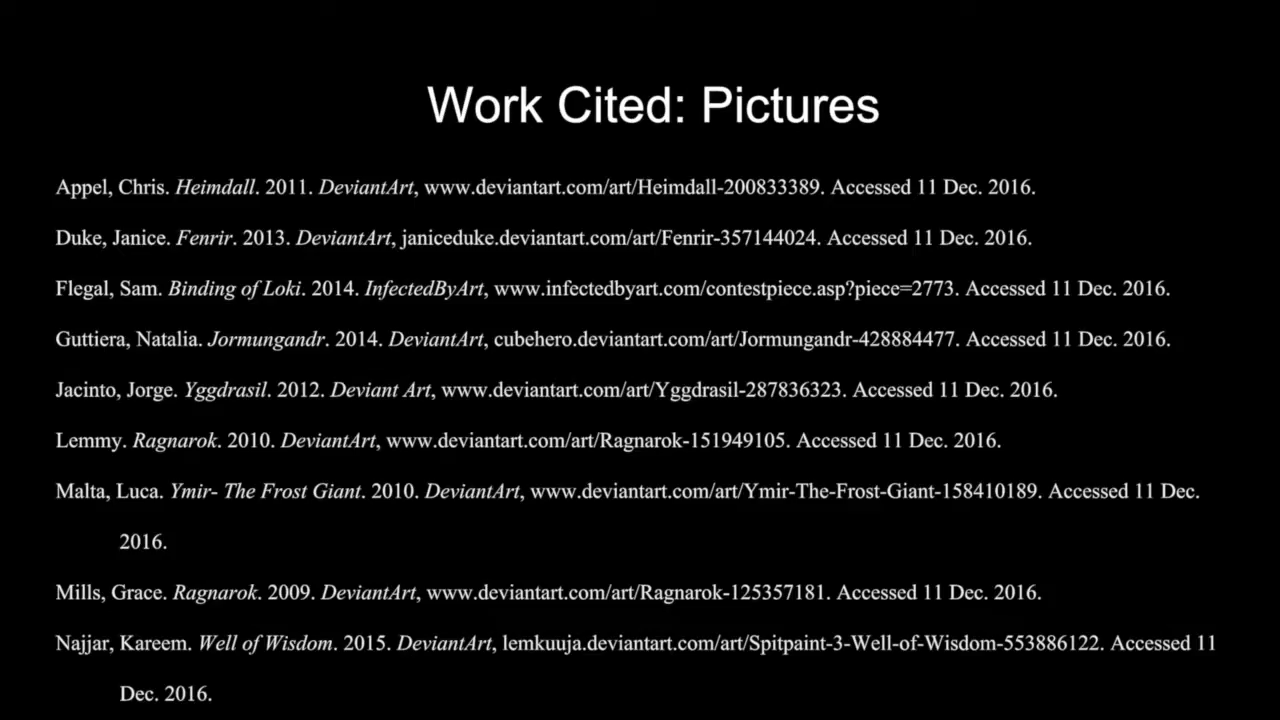 Work Cited: Pictures
Appel, Chris. Heimdall. 2011. DeviantArt, www.deviantart.com/art/Heimdall-200833389. Accessed 11 Dec. 2016.
Duke, Janice. Fenrir. 2013. DeviantArt, janiceduke.deviantart.com/art/Fenrir-357144024. Accessed 11 Dec. 2016.
Flegal, Sam. Binding of Loki. 2014. InfectedByArt, www.infectedbyart.com/contestpiece.asp?piece=2773. Accessed 11 Dec. 2016.
Guttiera, Natalia. Jormungandr. 2014. DeviantArt, cubehero.deviantart.com/art/Jormungandr-428884477. Accessed 11 Dec. 2016.
Jacinto, Jorge. Yggdrasil. 2012. Deviant Art, www.deviantart.com/art/Yggdrasil-287836323. Accessed 11 Dec. 2016.
Lemmy. Ragnarok. 2010. DeviantArt, www.deviantart.com/art/Ragnarok-151949105. Accessed 11 Dec. 2016.
Malta, Luca. Ymir- The Frost Giant. 2010. DeviantArt, www.deviantart.com/art/Ymir-The-Frost-Giant-158410189. Accessed 11 Dec.
2016.
Mills, Grace. Ragnarok. 2009. DeviantArt, www.deviantart.com/art/Ragnarok-125357181. Accessed 11 Dec. 2016.
Najjar, Kareem. Well of Wisdom. 2015. DeviantArt, lemkuuja.deviantart.com/art/Spitpaint-3-Well-of-Wisdom-553886122. Accessed 11
Dec. 2016.